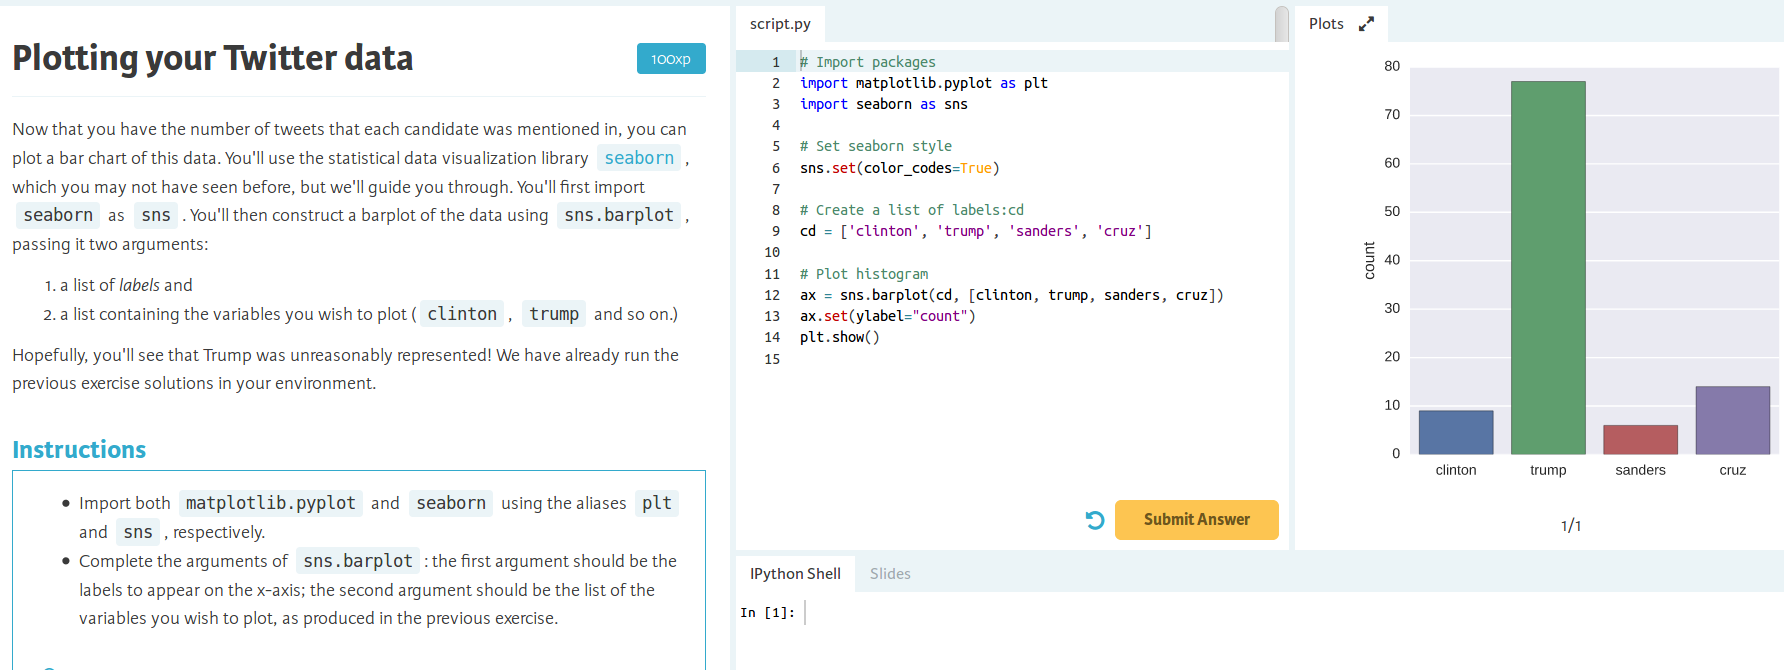 Plotting your Twitter data
100xp
Now that you have the number of tweets that each candidate was mentioned in, you can
plot a bar chart of this data. You'll use the statistical data visualization library seaborn ,
which you may not have seen before, but we'll guide you through. You'll first import
seaborn as sns . You'll then construct a barplot of the data using sns.barplot ,
passing it two arguments:
1. a list of labels and
2. a list containing the variables you wish to plot ( clinton , trump and so on.)
Hopefully, you'll see that Trump was unreasonably represented! We have already run the
previous exercise solutions in your environment.
Instructions
• Import both matplotlib.pyplot and seaborn using the aliases plt
and sns , respectively.
• Complete the arguments of sns.barplot : the first argument should be the
labels to appear on the x-axis; the second argument should be the list of the
variables you wish to plot, as produced in the previous exercise.
script.py
1 # Import packages
2 import matplotlib.pyplot as plt
3 import seaborn as sns
4
5 # Set seaborn style
6 sns.set(color_codes=True)
7
8 # Create a list of labels:cd
9 cd = ['clinton', 'trump', 'sanders', 'cruz']
10
11 # Plot histogram
12 ax = sns.barplot(cd, [clinton, trump, sanders, cruz])
13 ax.set(ylabel="count")
14 plt.show()
15
Submit Answer
IPython Shell
Slides
In [1]:
Plots
80
70
60
50
40
30
20
10
0
count
clinton trump sanders cruz
1/1